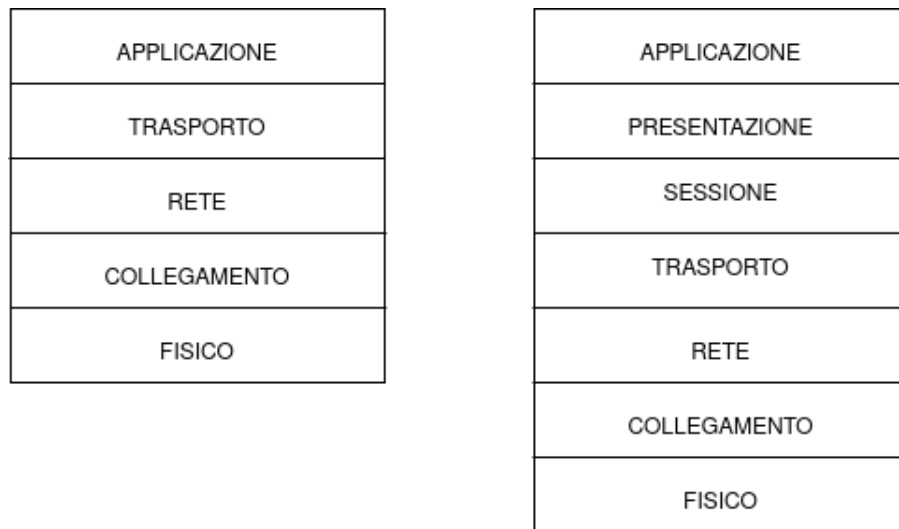 APPLICAZIONE
TRASPORTO
RETE
COLLEGAMENTO
FISICO
APPLICAZIONE
PRESENTAZIONE
SESSIONE
TRASPORTO
RETE
COLLEGAMENTO
FISICO